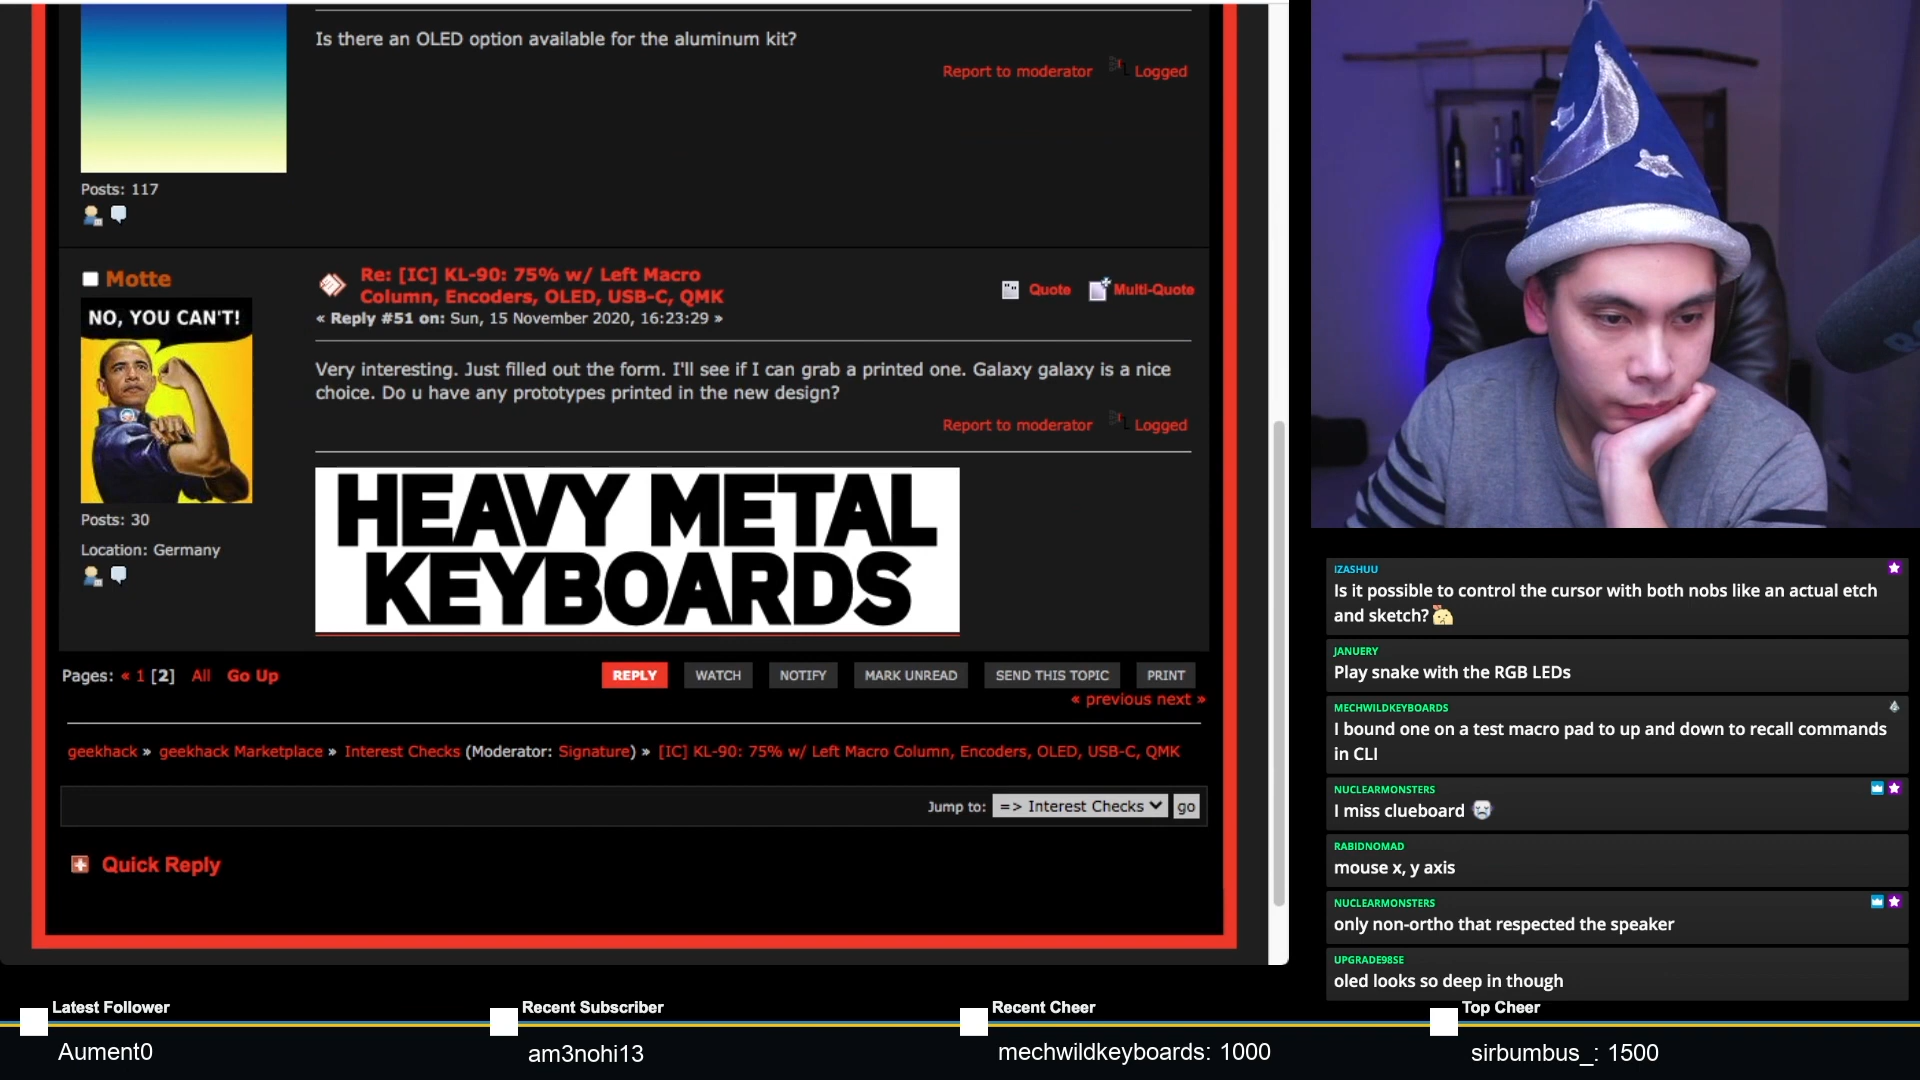 Is there an OLED option available for the aluminum kit?
Report to moderator Logged
Posts: 117
Motte
NO, YOU CAN'T!
Posts: 30
Location: Germany
Re: [IC] KL-90: 75% w/ Left Macro
Column, Encoders, OLED, USB-C, QMK
« Reply #51 on: Sun, 15 November 2020, 16:23:29 »
Quote Multi-Quote
Very interesting. Just filled out the form. I'll see if I can grab a printed one. Galaxy galaxy is a nice
choice. Do u have any prototypes printed in the new design?
Report to moderator Logged
HEAVY METAL
KEYBOARDS
Pages: « 1 [2] All Go Up
REPLY WATCH NOTIFY MARK UNREAD SEND THIS TOPIC PRINT
« previous next »
geekhack » geekhack Marketplace » Interest Checks (Moderator: Signature) » [IC] KL-90: 75% w/ Left Macro Column, Encoders, OLED, USB-C, QMK
Jump to: => Interest Checks go
Quick Reply
IZASHUU
Is it possible to control the cursor with both nobs like an actual etch
and sketch?
JANUERY
Play snake with the RGB LEDs
MECHWILDKEYBOARDS
I bound one on a test macro pad to up and down to recall commands
in CLI
NUCLEARMONSTERS
I miss clueboard
RABIDNOMAD
mouse x, y axis
NUCLEARMONSTERS
only non-ortho that respected the speaker
UPGRADE98SE
oled looks so deep in though
Latest Follower
Aument0
Recent Subscriber
am3nohi13
Recent Cheer
mechwildkeyboards: 1000
Top Cheer
sirbumbus_: 1500